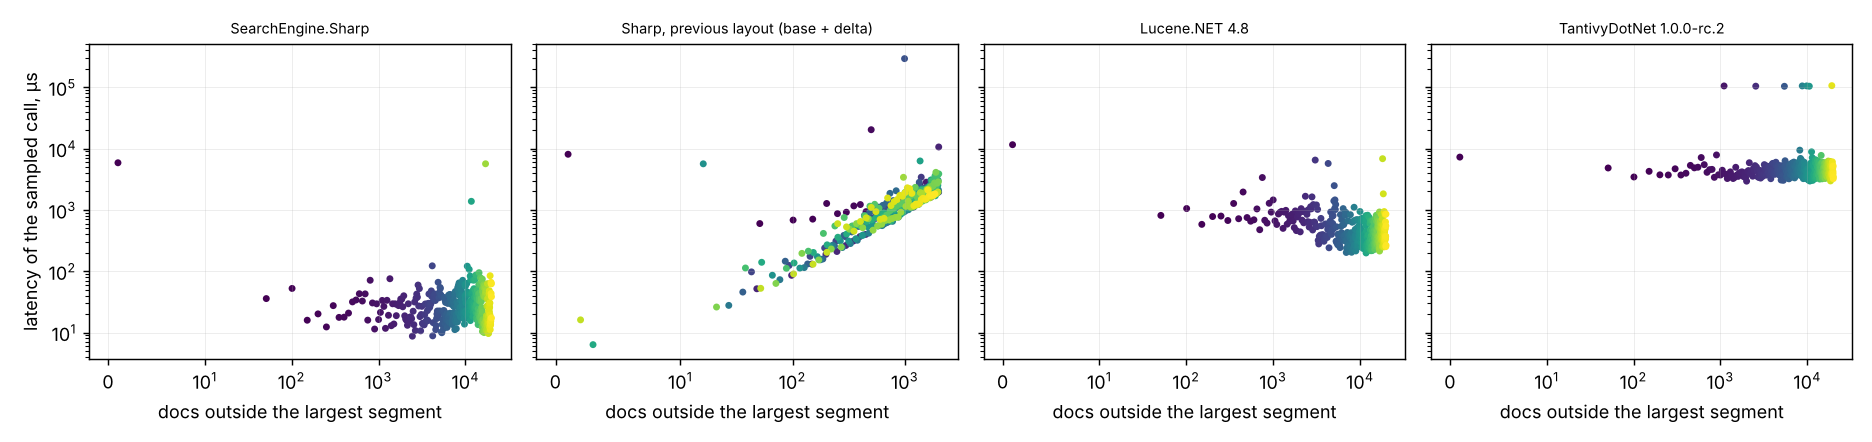 SearchEngine.Sharp
Sharp, previous layout (base + delta)
Lucene.NET 4.8
TantivyDotNet 1.0.0-rc.2
latency of the sampled call, µs
10⁵
10⁴
10³
10²
10¹
0 10¹ 10² 10³ 10⁴
0 10¹ 10² 10³
0 10¹ 10² 10³ 10⁴
0 10¹ 10² 10³ 10⁴
docs outside the largest segment
docs outside the largest segment
docs outside the largest segment
docs outside the largest segment